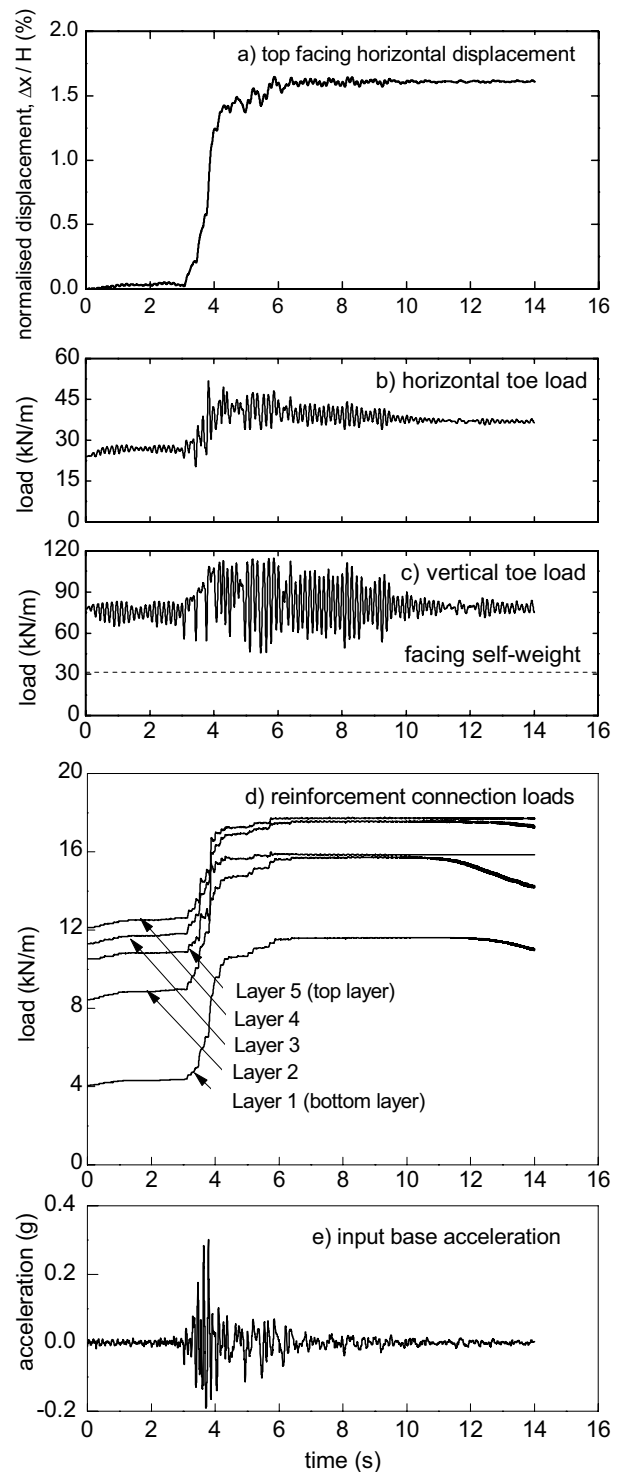 2.0
a) top facing horizontal displacement
1.5
1.0
0.5
0.0
normalised displacement, Δx / H (%)
0 2 4 6 8 10 12 14 16
60
b) horizontal toe load
45
30
15
0
load (kN/m)
0 2 4 6 8 10 12 14 16
120
c) vertical toe load
90
60
facing self-weight
30
0
load (kN/m)
0 2 4 6 8 10 12 14 16
20
d) reinforcement connection loads
16
12
8
4
0
load (kN/m)
Layer 5 (top layer)
Layer 4
Layer 3
Layer 2
Layer 1 (bottom layer)
0 2 4 6 8 10 12 14 16
0.4
e) input base acceleration
0.2
0.0
-0.2
acceleration (g)
0 2 4 6 8 10 12 14 16
time (s)